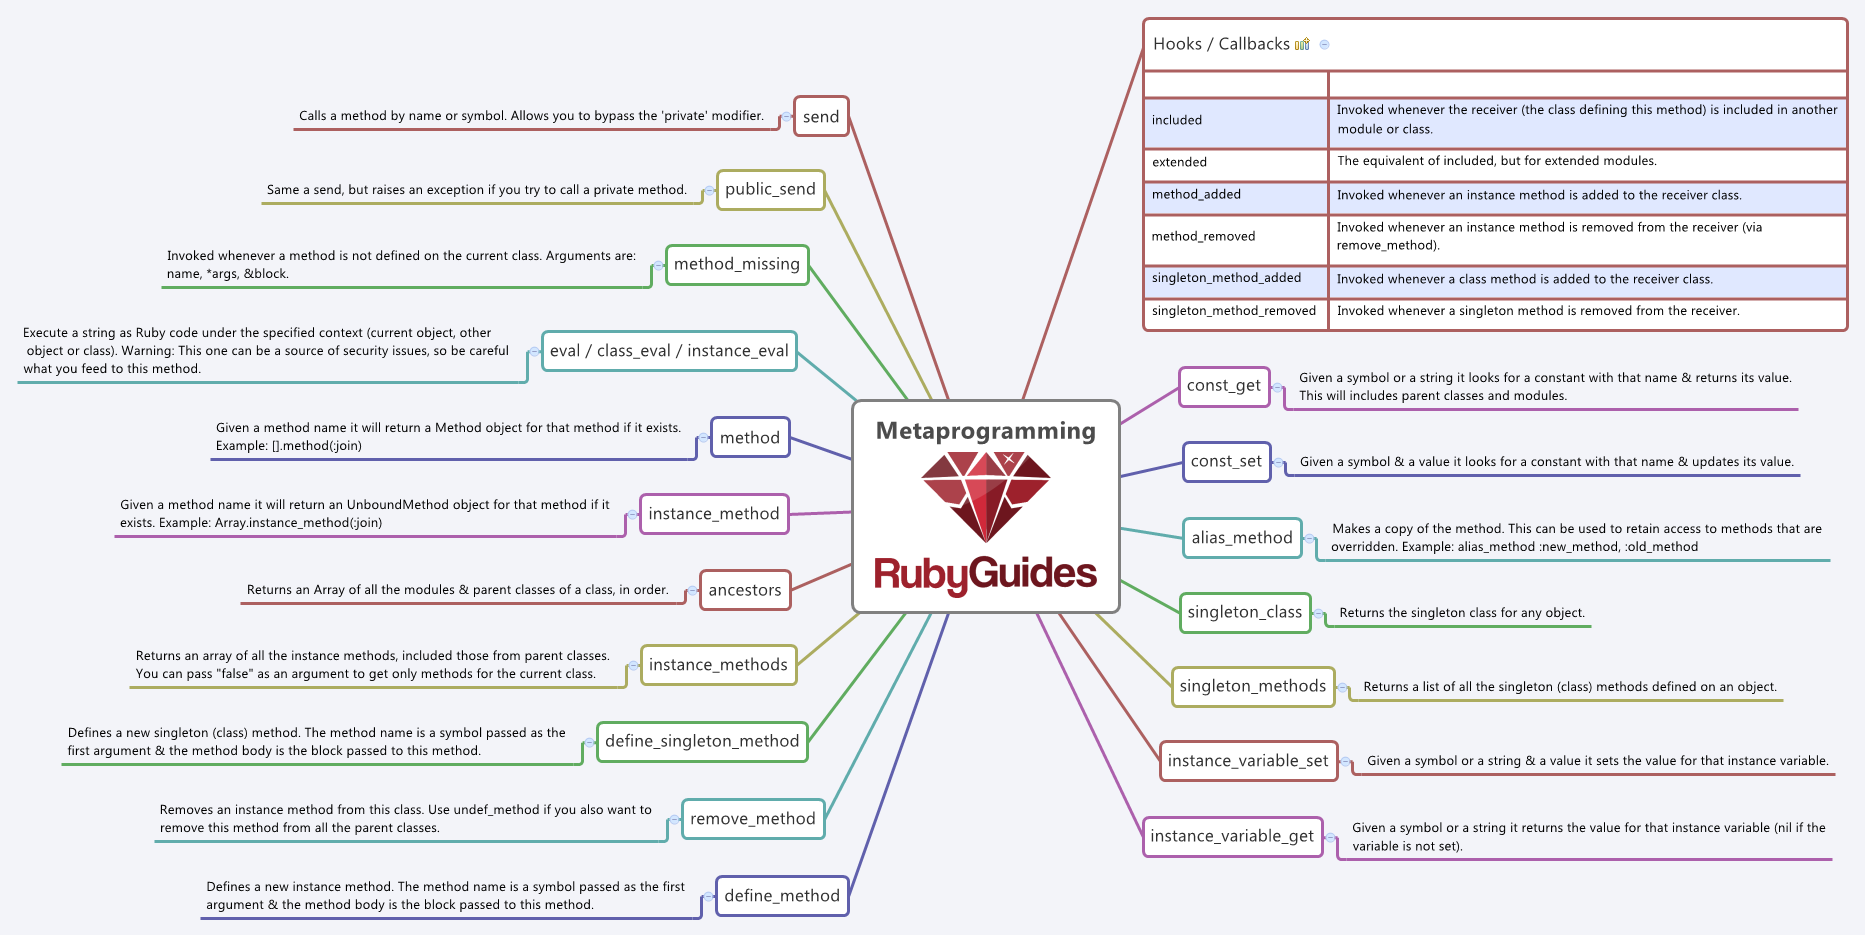 Metaprogramming
RubyGuides
send
Calls a method by name or symbol. Allows you to bypass the 'private' modifier.
public_send
Same a send, but raises an exception if you try to call a private method.
method_missing
Invoked whenever a method is not defined on the current class. Arguments are:
name, *args, &block.
eval / class_eval / instance_eval
Execute a string as Ruby code under the specified context (current object, other
object or class). Warning: This one can be a source of security issues, so be careful
what you feed to this method.
method
Given a method name it will return a Method object for that method if it exists.
Example: [].method(:join)
instance_method
Given a method name it will return an UnboundMethod object for that method if it
exists. Example: Array.instance_method(:join)
ancestors
Returns an Array of all the modules & parent classes of a class, in order.
instance_methods
Returns an array of all the instance methods, included those from parent classes.
You can pass "false" as an argument to get only methods for the current class.
define_singleton_method
Defines a new singleton (class) method. The method name is a symbol passed as the
first argument & the method body is the block passed to this method.
remove_method
Removes an instance method from this class. Use undef_method if you also want to
remove this method from all the parent classes.
define_method
Defines a new instance method. The method name is a symbol passed as the first
argument & the method body is the block passed to this method.
Hooks / Callbacks
included
Invoked whenever the receiver (the class defining this method) is included in another
module or class.
extended
The equivalent of included, but for extended modules.
method_added
Invoked whenever an instance method is added to the receiver class.
method_removed
Invoked whenever an instance method is removed from the receiver (via
remove_method).
singleton_method_added
Invoked whenever a class method is added to the receiver class.
singleton_method_removed
Invoked whenever a singleton method is removed from the receiver.
const_get
Given a symbol or a string it looks for a constant with that name & returns its value.
This will includes parent classes and modules.
const_set
Given a symbol & a value it looks for a constant with that name & updates its value.
alias_method
Makes a copy of the method. This can be used to retain access to methods that are
overridden. Example: alias_method :new_method, :old_method
singleton_class
Returns the singleton class for any object.
singleton_methods
Returns a list of all the singleton (class) methods defined on an object.
instance_variable_set
Given a symbol or a string & a value it sets the value for that instance variable.
instance_variable_get
Given a symbol or a string it returns the value for that instance variable (nil if the
variable is not set).